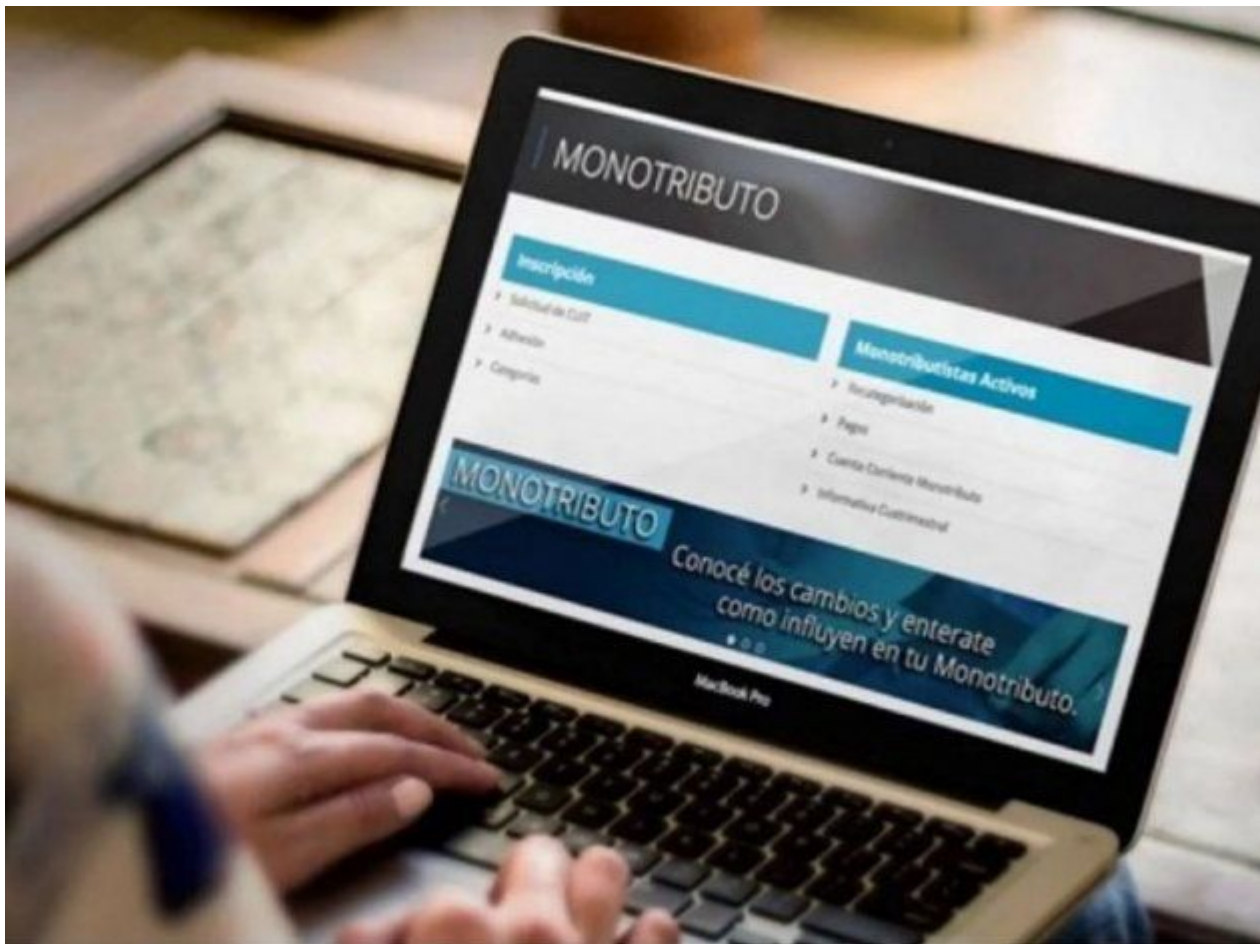 MONOTRIBUTO
Inscripción
Solicitud de CUIT
Adhesión
Categorías
Monotributistas Activos
Recategorización
Pagos
Cuenta Corriente Monotributo
Informativa Cuatrimestral
MONOTRIBUTO
Conocé los cambios y enterate
como influyen en tu Monotributo.
MacBook Pro